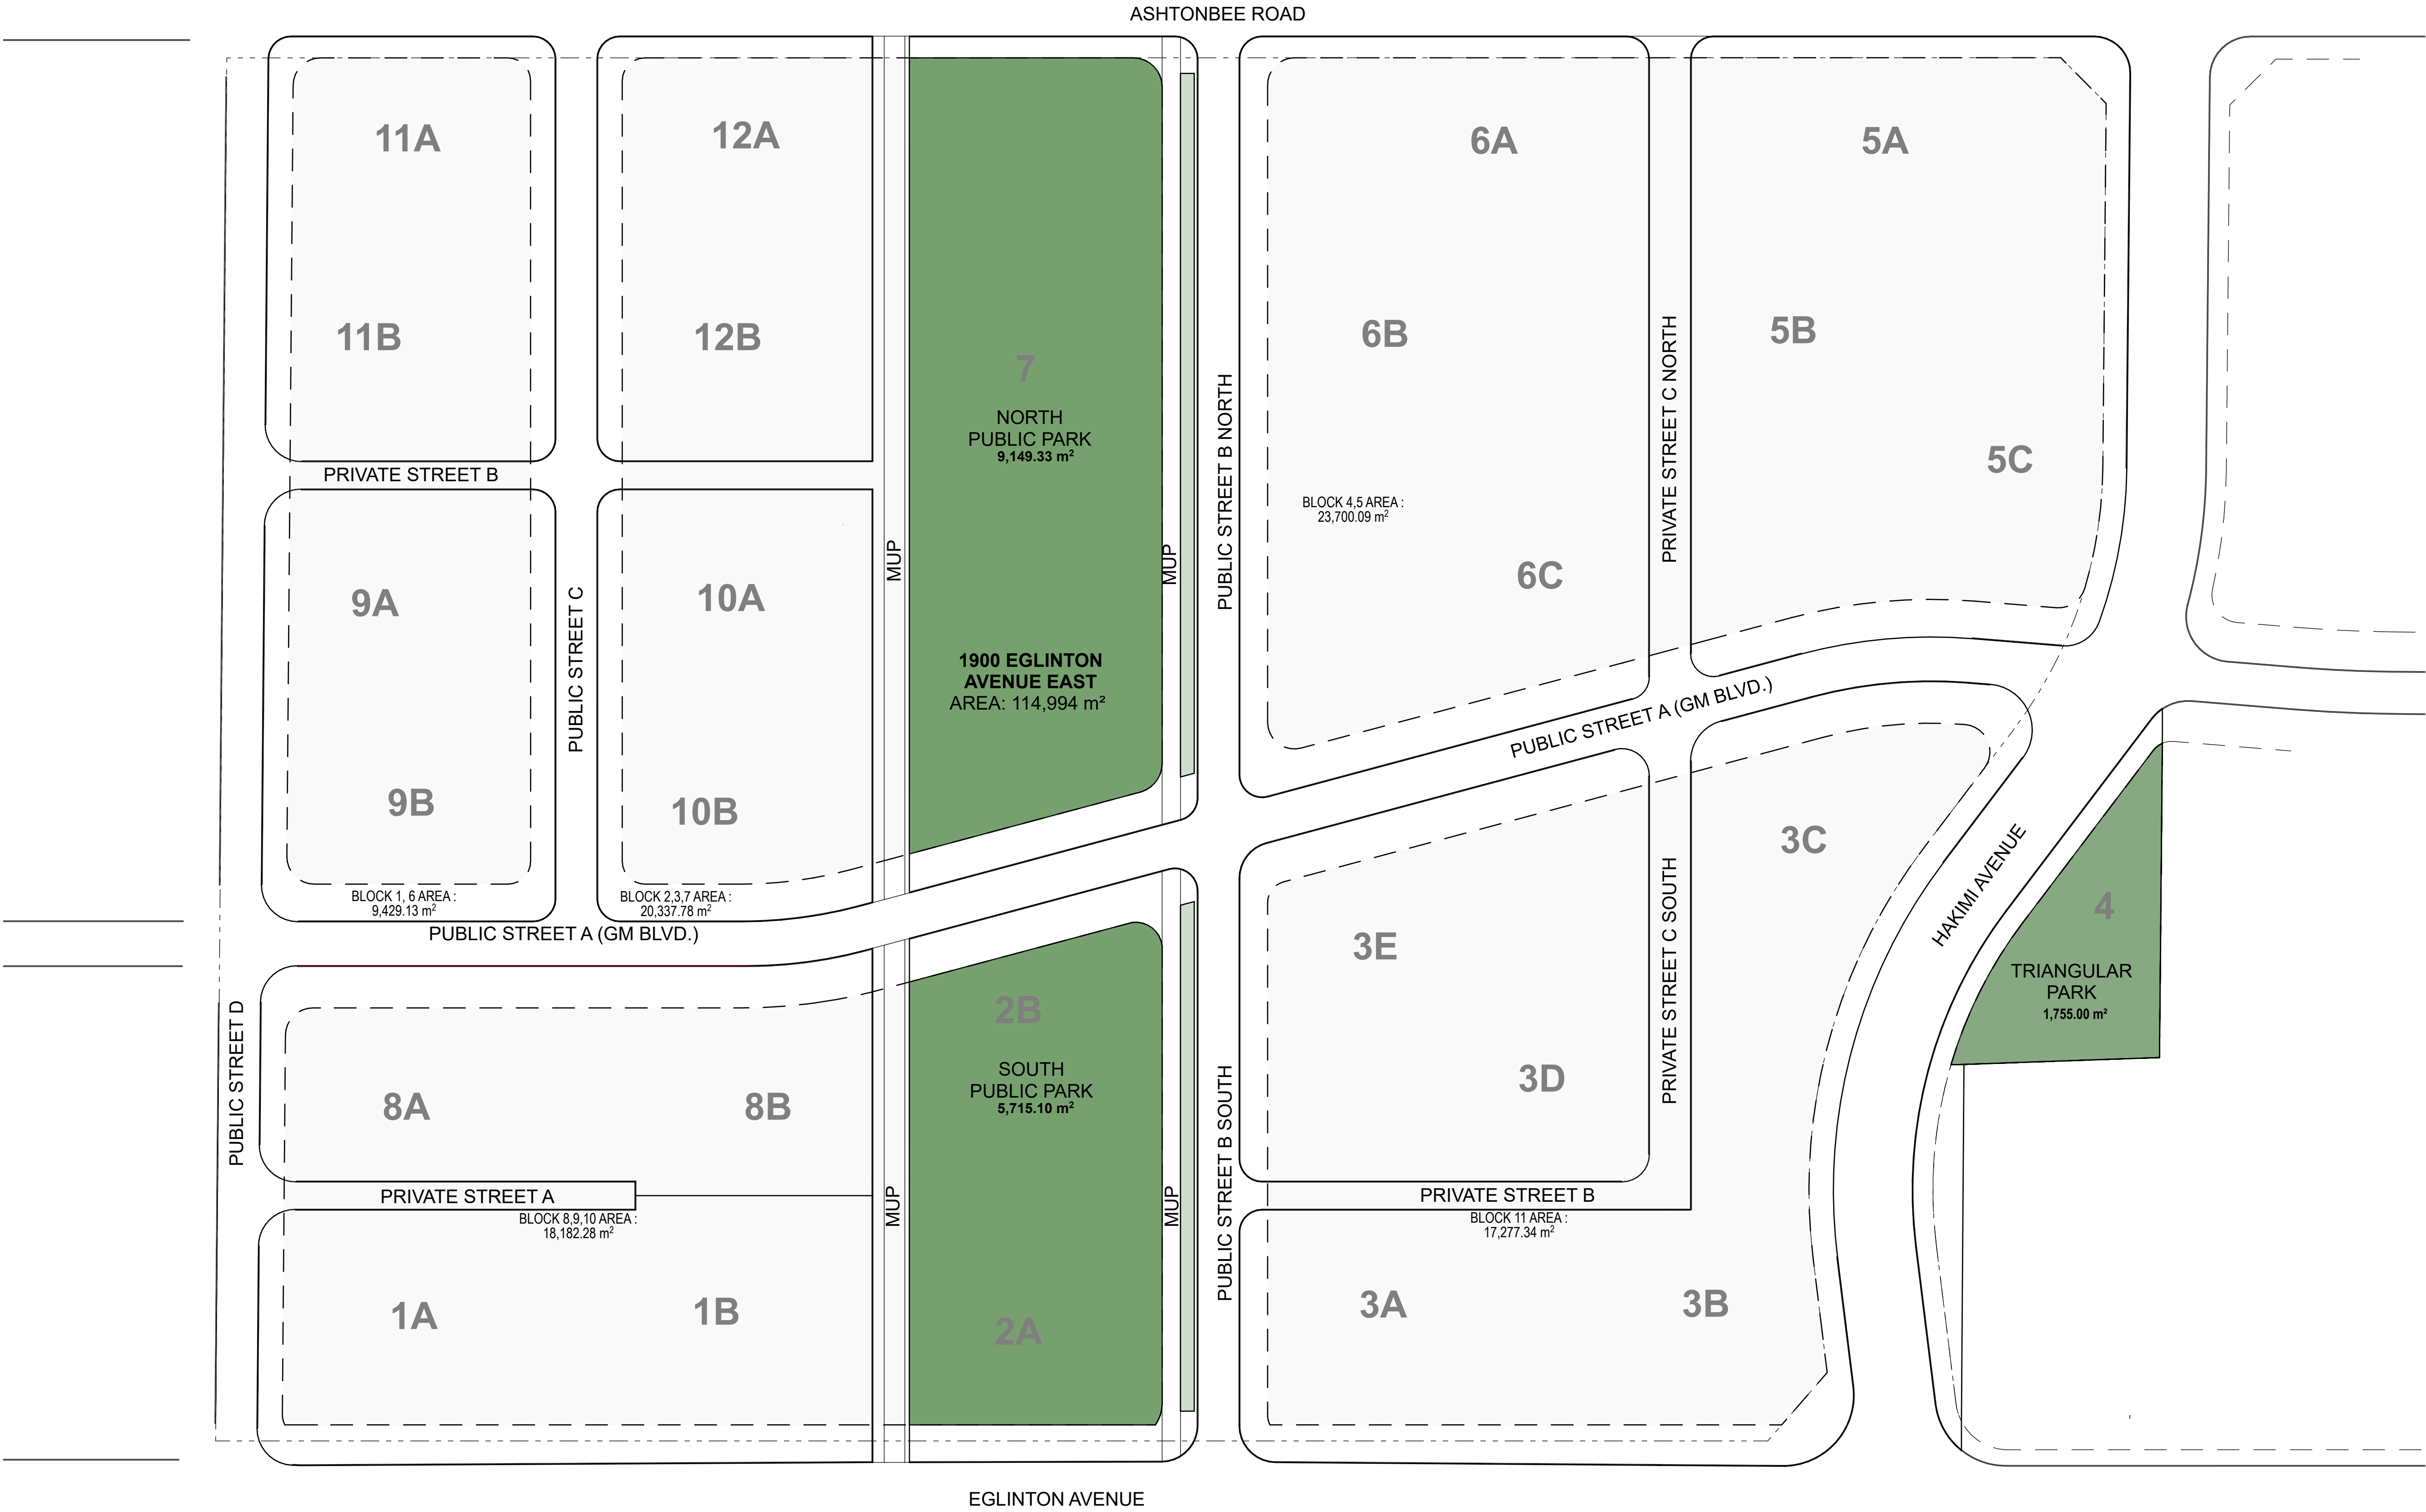 ASHTONBEE ROAD
11A
12A
6A
5A
11B
12B
7
6B
5B
NORTH
PUBLIC PARK
9,149.33 m²
5C
PRIVATE STREET B
PUBLIC STREET B NORTH
PRIVATE STREET C NORTH
BLOCK 4,5 AREA :
23,700.09 m²
9A
10A
MUP
MUP
6C
PUBLIC STREET C
1900 EGLINTON
AVENUE EAST
AREA: 114,994 m²
PUBLIC STREET A (GM BLVD.)
9B
10B
3C
HAKIMI AVENUE
BLOCK 1, 6 AREA :
9,429.13 m²
BLOCK 2,3,7 AREA :
20,337.78 m²
PUBLIC STREET A (GM BLVD.)
4
3E
PRIVATE STREET C SOUTH
TRIANGULAR
PARK
1,755.00 m²
2B
PUBLIC STREET D
SOUTH
PUBLIC PARK
5,715.10 m²
8A
8B
3D
PUBLIC STREET B SOUTH
PRIVATE STREET A
MUP
MUP
PRIVATE STREET B
BLOCK 8,9,10 AREA :
18,182.28 m²
BLOCK 11 AREA :
17,277.34 m²
1A
1B
2A
3A
3B
EGLINTON AVENUE